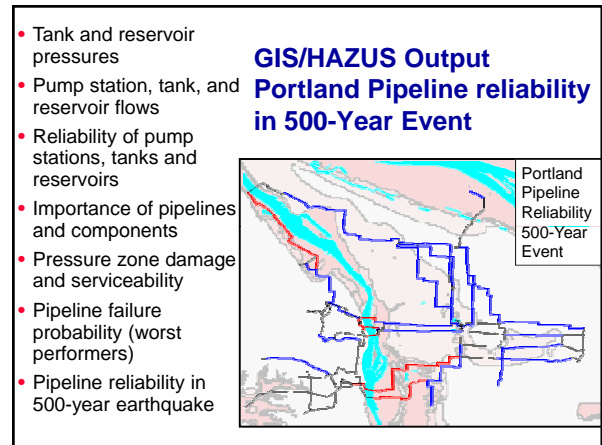 • Tank and reservoir
pressures
• Pump station, tank, and
reservoir flows
• Reliability of pump
stations, tanks and
reservoirs
• Importance of pipelines
and components
• Pressure zone damage
and serviceability
• Pipeline failure
probability (worst
performers)
• Pipeline reliability in
500-year earthquake
GIS/HAZUS Output
Portland Pipeline reliability
in 500-Year Event
Portland
Pipeline
Reliability
500-Year
Event